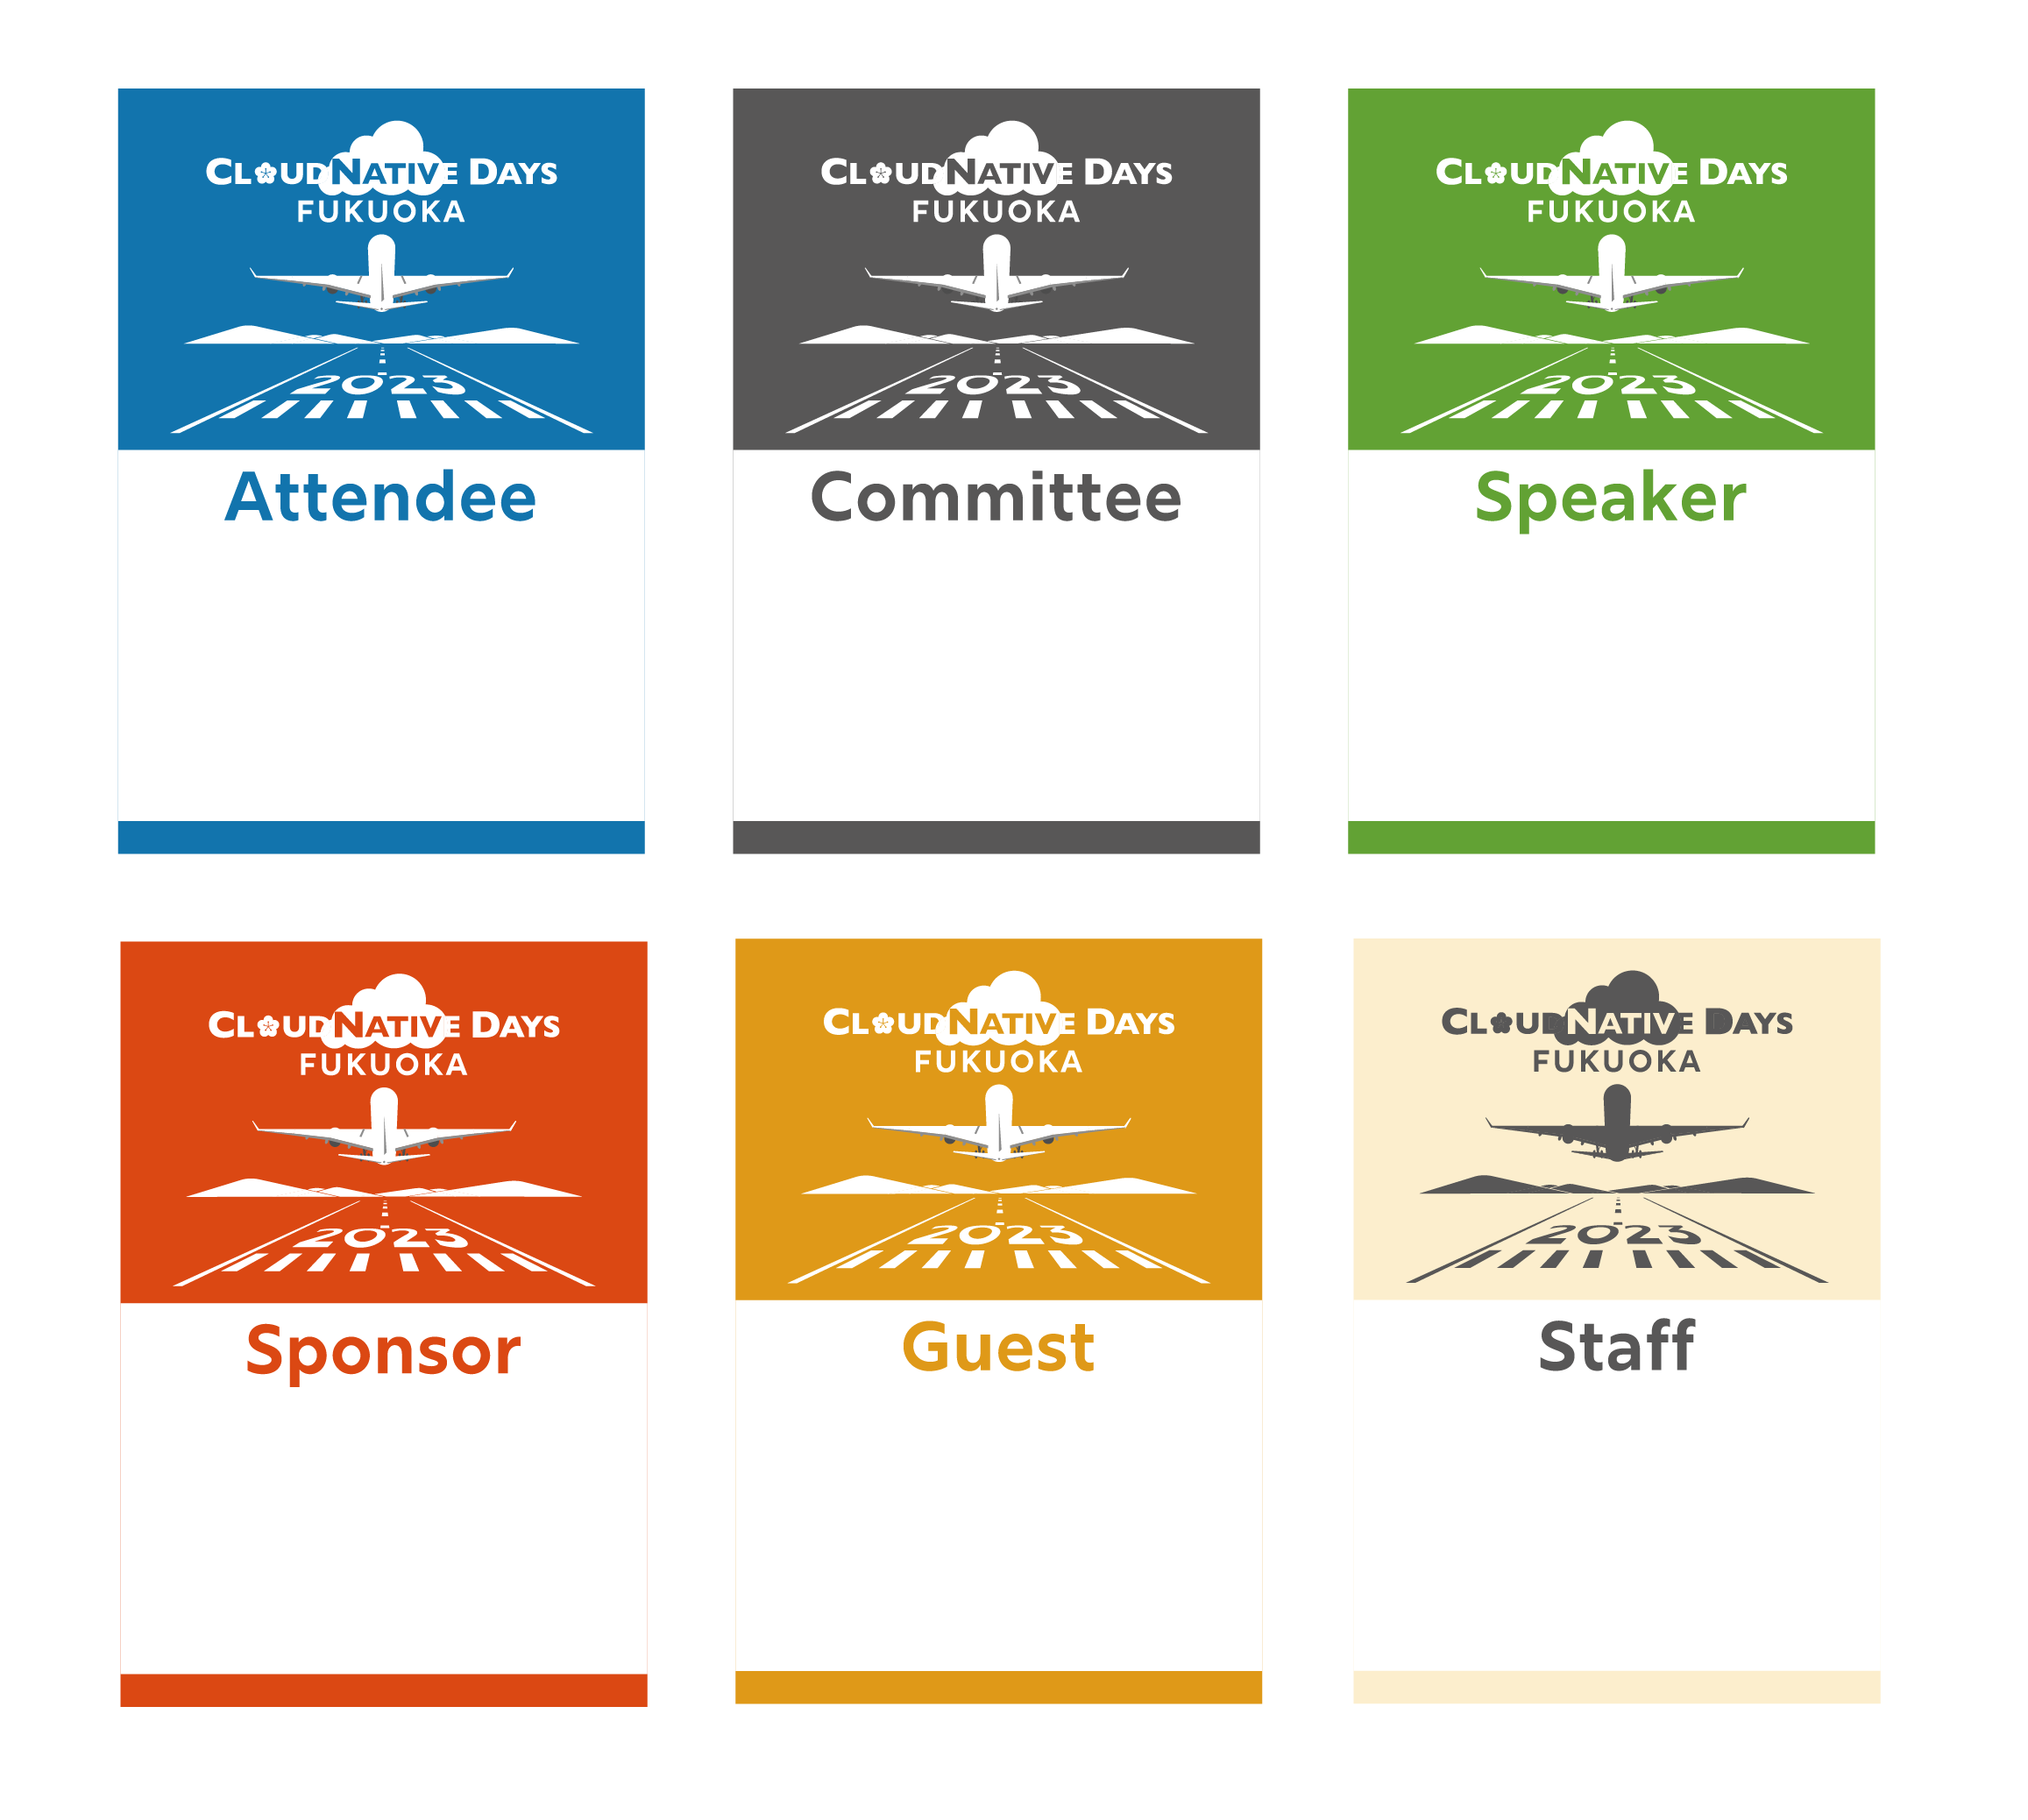 CLOUD NATIVE DAYS
FUKUOKA
2023
Attendee
CLOUD NATIVE DAYS
FUKUOKA
2023
Committee
CLOUD NATIVE DAYS
FUKUOKA
2023
Speaker
CLOUD NATIVE DAYS
FUKUOKA
2023
Sponsor
CLOUD NATIVE DAYS
FUKUOKA
2023
Guest
CLOUD NATIVE DAYS
FUKUOKA
2023
Staff